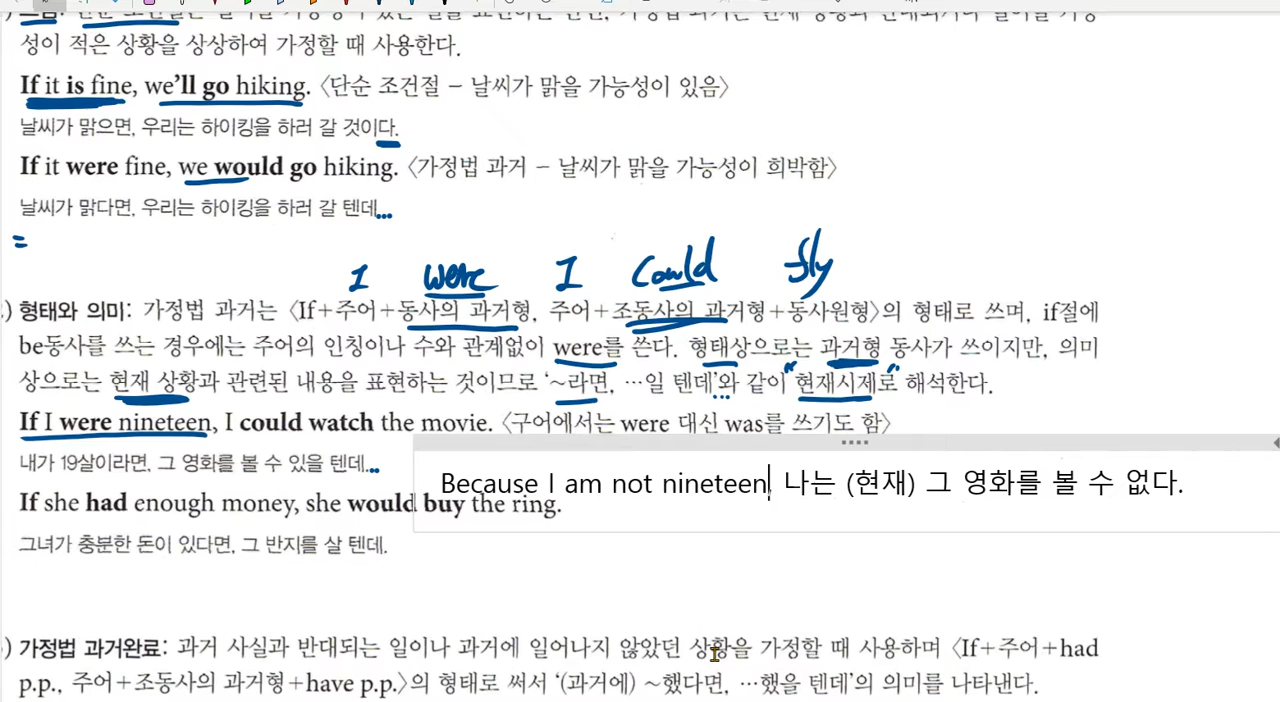 성이 적은 상황을 상상하여 가정할 때 사용한다.
If it is fine, we'll go hiking. 〈단순 조건절 – 날씨가 맑을 가능성이 있음〉
날씨가 맑으면, 우리는 하이킹을 하러 갈 것이다.
If it were fine, we would go hiking. 〈가정법 과거 – 날씨가 맑을 가능성이 희박함〉
날씨가 맑다면, 우리는 하이킹을 하러 갈 텐데...
=
I were I could fly
) 형태와 의미: 가정법 과거는 〈If+주어+동사의 과거형, 주어+조동사의 과거형+동사원형〉의 형태로 쓰며, if절에
be동사를 쓰는 경우에는 주어의 인칭이나 수와 관계없이 were를 쓴다. 형태상으로는 과거형 동사가 쓰이지만, 의미
상으로는 현재 상황과 관련된 내용을 표현하는 것이므로 '~라면, …일 텐데'와 같이 "현재시제"로 해석한다.
If I were nineteen, I could watch the movie. 〈구어에서는 were 대신 was를 쓰기도 함〉
내가 19살이라면, 그 영화를 볼 수 있을 텐데...
Because I am not nineteen, 나는 (현재) 그 영화를 볼 수 없다.
If she had enough money, she would buy the ring.
그녀가 충분한 돈이 있다면, 그 반지를 살 텐데.
) 가정법 과거완료: 과거 사실과 반대되는 일이나 과거에 일어나지 않았던 상황을 가정할 때 사용하며 〈If+주어+had
p.p., 주어+조동사의 과거형+have p.p.〉의 형태로 써서 '(과거에) ~했다면, …했을 텐데'의 의미를 나타낸다.